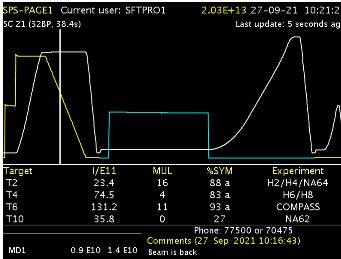 SPS-PAGE1 Current user: SFTPRO1 2.03E+13 27-09-21 10:21:2
SC 21 (32BP, 38.4s) Last update: 5 seconds ag
Target I/E11 MUL %SYM Experiment
T2 23.4 16 88 a H2/H4/NA64
T4 74.5 4 83 a H6/H8
T6 131.2 11 93 a COMPASS
T10 35.8 0 27 NA62
Phone: 77500 or 70475
Comments (27-Sep-2021 10:16:43)
MD1 0.9 E10 1.4 E10 Beam is back